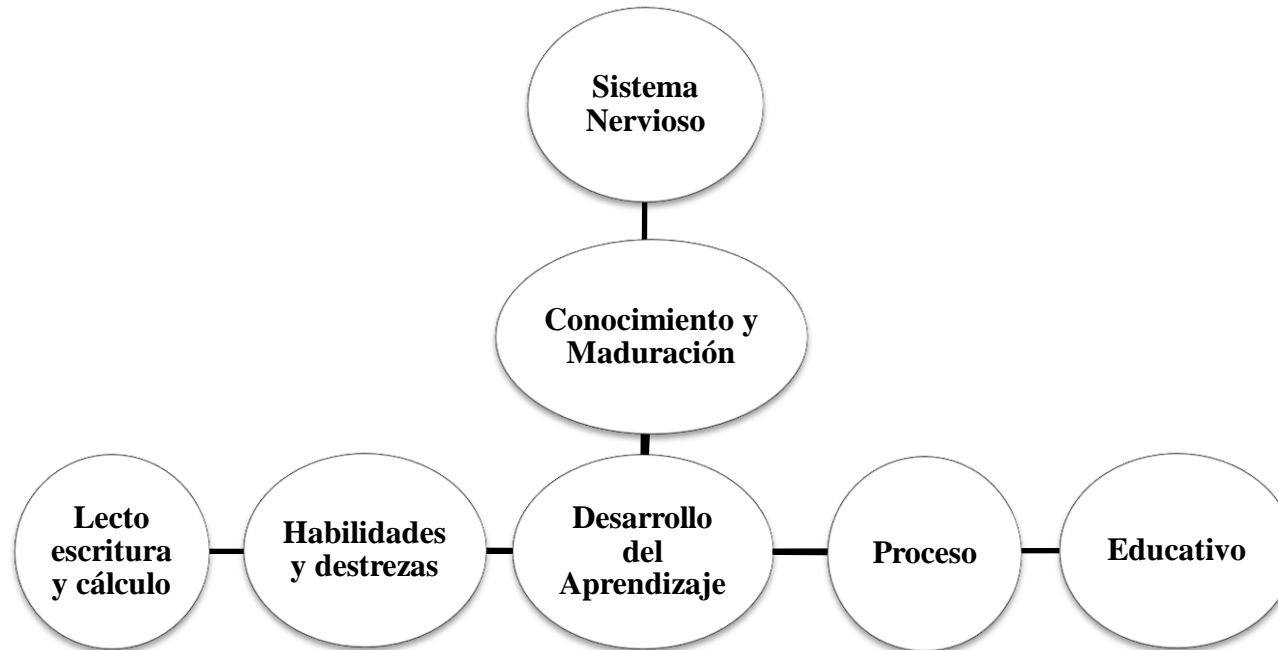 Sistema
Nervioso
Conocimiento y
Maduración
Lecto
escritura
y cálculo
Habilidades
y destrezas
Desarrollo
del
Aprendizaje
Proceso
Educativo